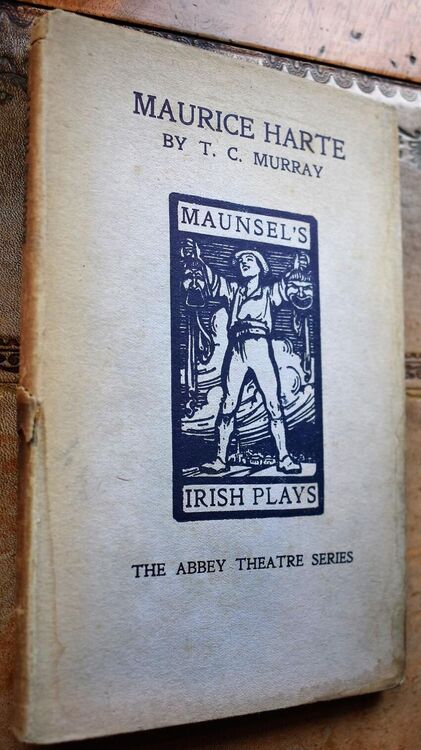 MAURICE HARTE
BY T. C. MURRAY
MAUNSEL'S
IRISH PLAYS
THE ABBEY THEATRE SERIES